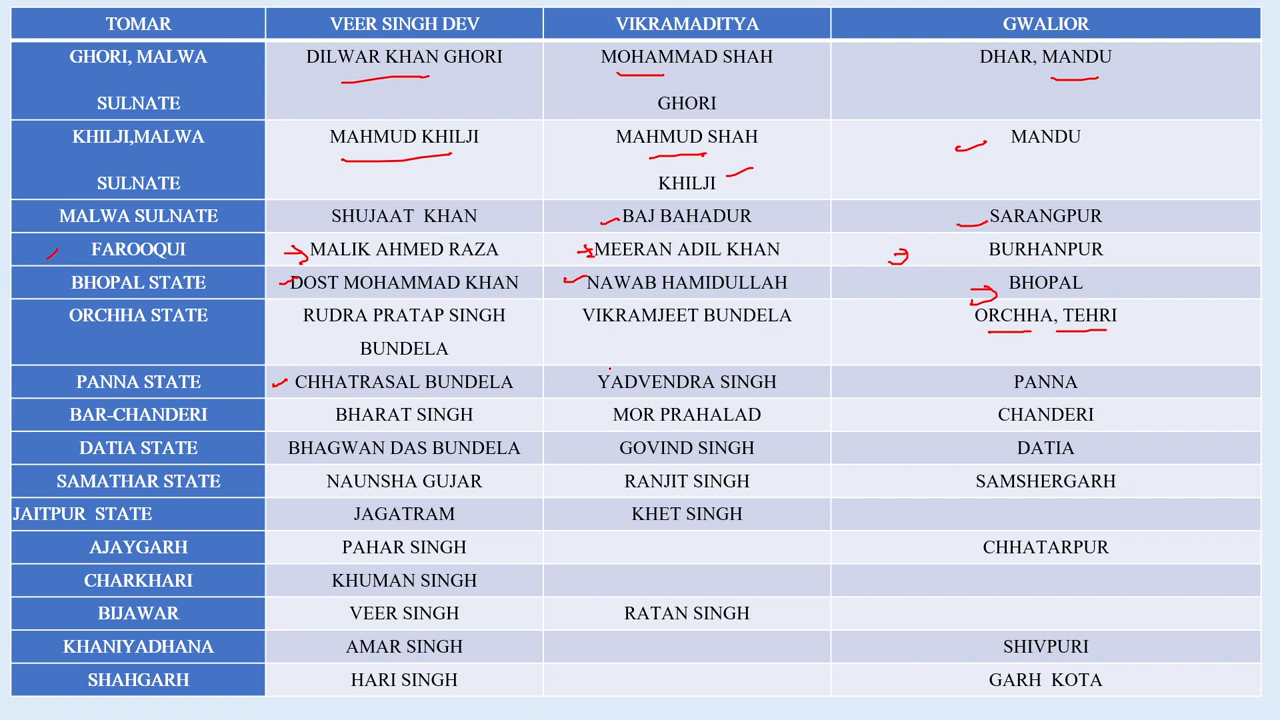 TOMAR VEER SINGH DEV VIKRAMADITYA GWALIOR
GHORI, MALWA DILWAR KHAN GHORI MOHAMMAD SHAH DHAR, MANDU
SULNATE GHORI
KHILJI,MALWA MAHMUD KHILJI MAHMUD SHAH MANDU
SULNATE KHILJI
MALWA SULNATE SHUJAAT KHAN BAJ BAHADUR SARANGPUR
FAROOQUI MALIK AHMED RAZA MEERAN ADIL KHAN BURHANPUR
BHOPAL STATE DOST MOHAMMAD KHAN NAWAB HAMIDULLAH BHOPAL
ORCHHA STATE RUDRA PRATAP SINGH VIKRAMJEET BUNDELA ORCHHA, TEHRI
BUNDELA
PANNA STATE CHHATRASAL BUNDELA YADVENDRA SINGH PANNA
BAR-CHANDERI BHARAT SINGH MOR PRAHALAD CHANDERI
DATIA STATE BHAGWAN DAS BUNDELA GOVIND SINGH DATIA
SAMATHAR STATE NAUNSHA GUJAR RANJIT SINGH SAMSHERGARH
JAITPUR STATE JAGATRAM KHET SINGH
AJAYGARH PAHAR SINGH CHHATARPUR
CHARKHARI KHUMAN SINGH
BIJAWAR VEER SINGH RATAN SINGH
KHANIYADHANA AMAR SINGH SHIVPURI
SHAHGARH HARI SINGH GARH KOTA